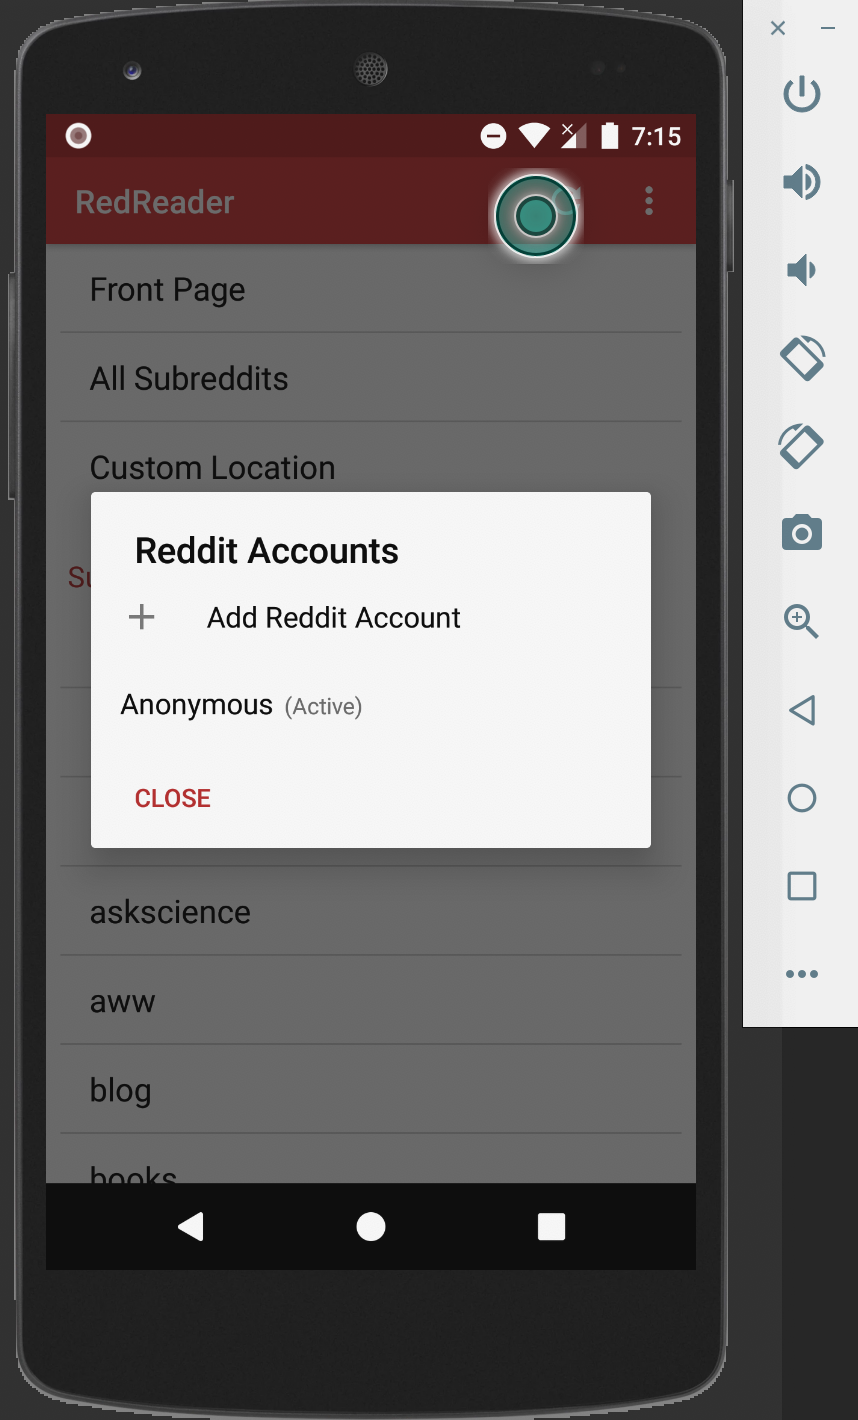 7:15
RedReader
Front Page
All Subreddits
Custom Location
Su
Reddit Accounts
Add Reddit Account
Anonymous (Active)
CLOSE
askscience
aww
blog
books